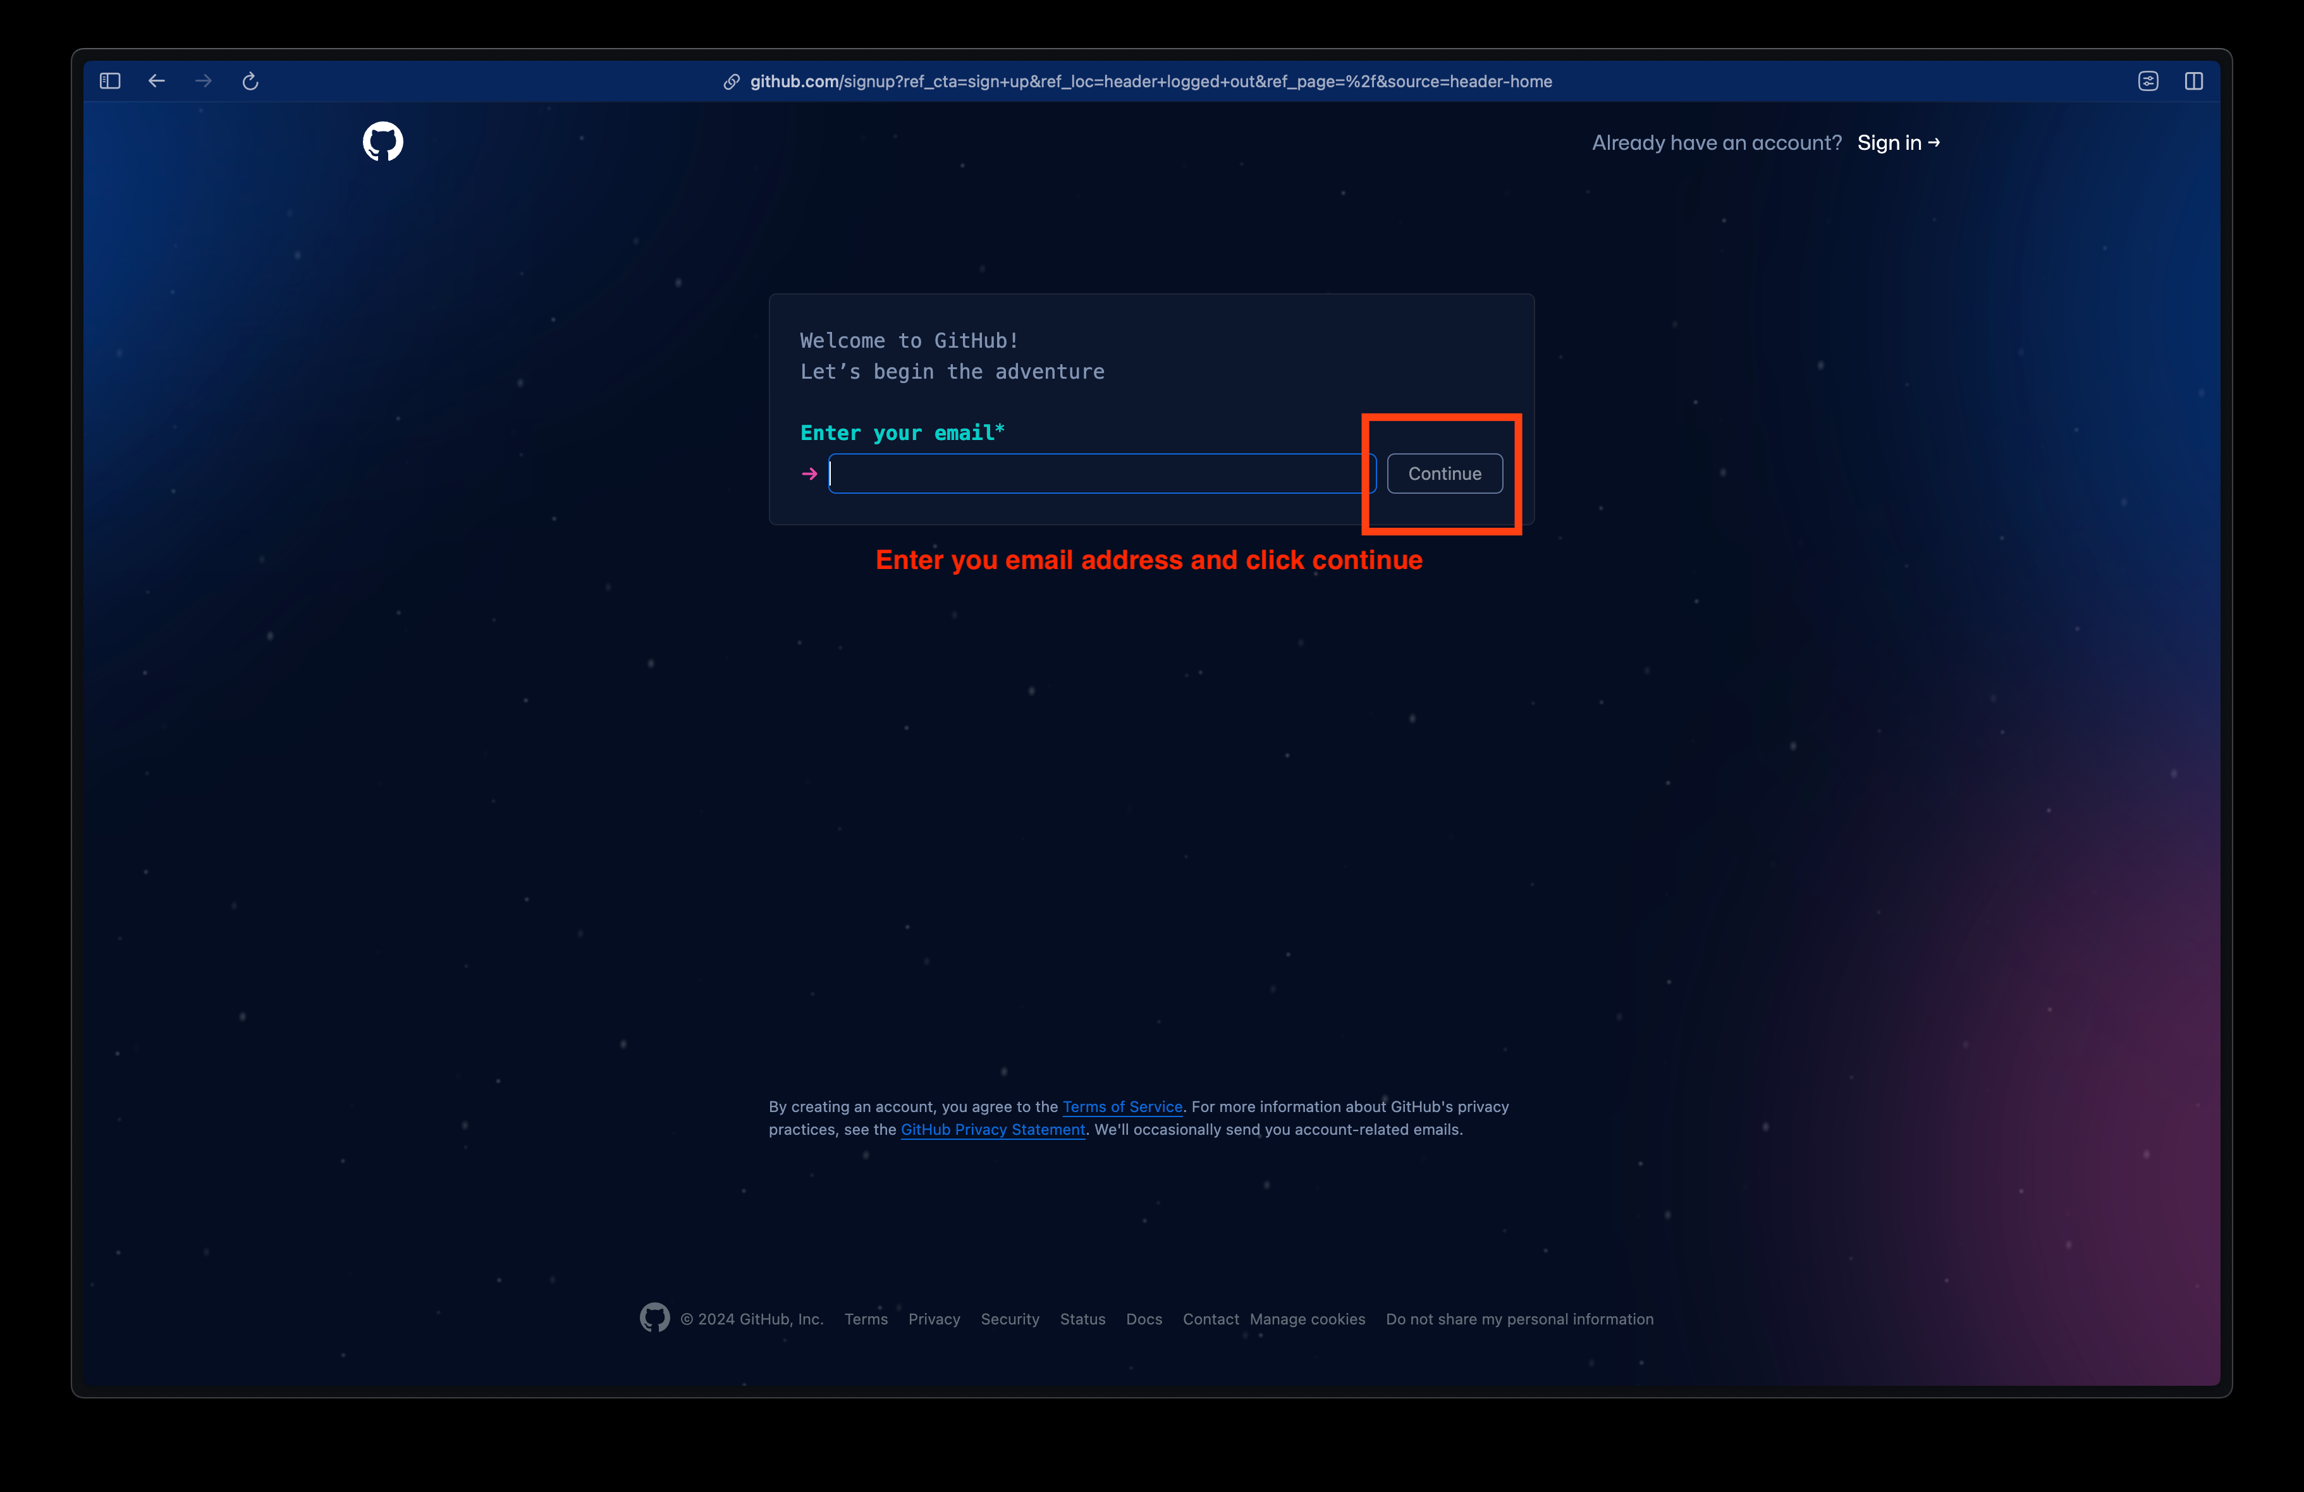 github.com/signup?ref_cta=sign+up&ref_loc=header+logged+out&ref_page=%2f&source=header-home
Already have an account? Sign in →
Welcome to GitHub!
Let’s begin the adventure
Enter your email*
→ Continue
Enter you email address and click continue
By creating an account, you agree to the Terms of Service. For more information about GitHub's privacy
practices, see the GitHub Privacy Statement. We'll occasionally send you account-related emails.
© 2024 GitHub, Inc. Terms Privacy Security Status Docs Contact Manage cookies Do not share my personal information